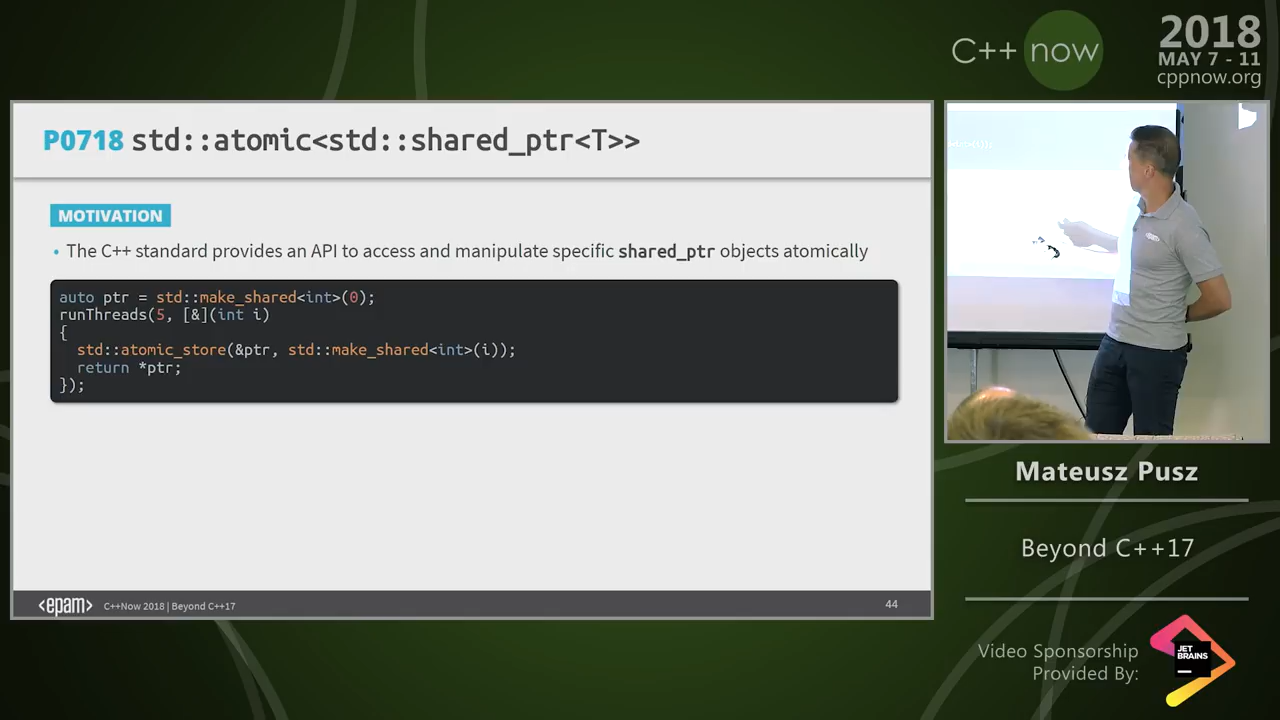 C++ now
2018
MAY 7 - 11
cppnow.org
P0718 std::atomic<std::shared_ptr<T>>
MOTIVATION
• The C++ standard provides an API to access and manipulate specific shared_ptr objects atomically
auto ptr = std::make_shared<int>(0);
runThreads(5, [&](int i)
{
  std::atomic_store(&ptr, std::make_shared<int>(i));
  return *ptr;
});
<epam> C++Now 2018 | Beyond C++17
44
Mateusz Pusz
Beyond C++17
Video Sponsorship
Provided By:
JET
BRAINS